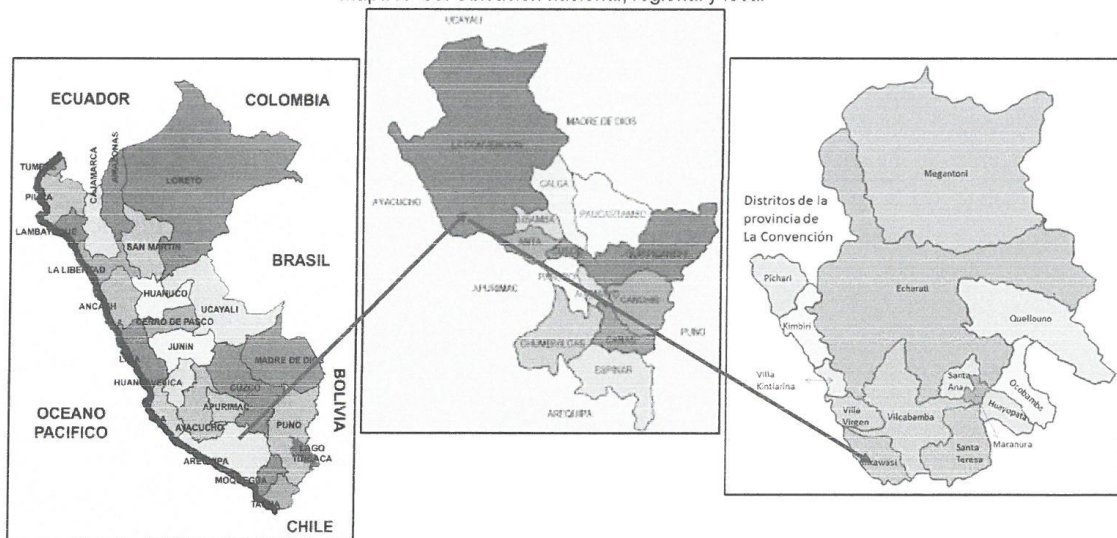 UCAYALI
ECUADOR
COLOMBIA
TUMBES
PIURA
LAMBAYEQUE
CAJAMARCA
AMAZONAS
LORETO
SAN MARTIN
LA LIBERTAD
BRASIL
ANCASH
HUANUCO
UCAYALI
CERRO DE PASCO
LIMA
JUNIN
MADRE DE DIOS
HUANCAVELICA
CUZCO
BOLIVIA
OCEANO
PACIFICO
APURIMAC
AYACUCHO
PUNO
AREQUIPA
LAGO
TITICACA
MOQUEGUA
TACNA
CHILE
MADRE DE DIOS
LA CONVENCION
CALCA
PAUCARTAMBO
AYACUCHO
URUBAMBA
ANTA
QUISPICANCHI
APURIMAC
PARURO
ACOMAYO
CANCHIS
CANAS
PUNO
CHUMBIVILCAS
ESPINAR
AREQUIPA
Distritos de la
provincia de
La Convención
Megantoni
Pichari
Echarati
Kimbiri
Quellouno
Villa
Kintiarina
Santa
Ana
Ocobamba
Huayopata
Villa
Virgen
Vilcabamba
Maranura
Santa
Teresa
Inkawasi